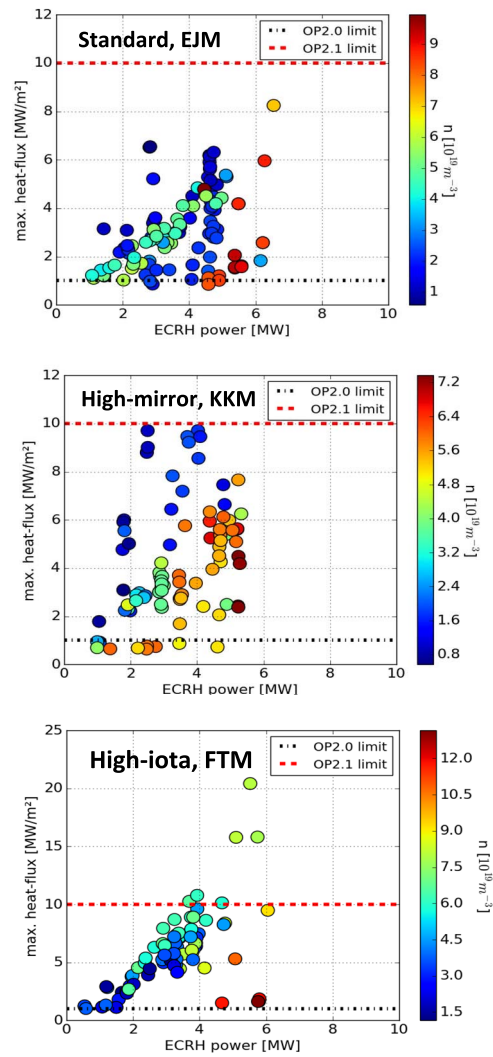 Standard, EJM
OP2.0 limit
OP2.1 limit
12
10
8
6
4
2
0
0 2 4 6 8 10
max. heat-flux [MW/m²]
ECRH power [MW]
9
8
7
6
5
4
3
2
1
n [10¹⁹m⁻³]
High-mirror, KKM
OP2.0 limit
OP2.1 limit
12
10
8
6
4
2
0
0 2 4 6 8 10
max. heat-flux [MW/m²]
ECRH power [MW]
7.2
6.4
5.6
4.8
4.0
3.2
2.4
1.6
0.8
n [10¹⁹m⁻³]
High-iota, FTM
OP2.0 limit
OP2.1 limit
25
20
15
10
5
0
0 2 4 6 8 10
max. heat-flux [MW/m²]
ECRH power [MW]
12.0
10.5
9.0
7.5
6.0
4.5
3.0
1.5
n [10¹⁹m⁻³]